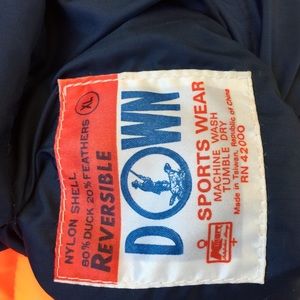 XL
NYLON SHELL
80% DUCK 20% FEATHERS
REVERSIBLE
DOWN
SPORTS WEAR
MACHINE WASH
TUMBLE DRY
Made in Taiwan, Republic of China
RN 42000